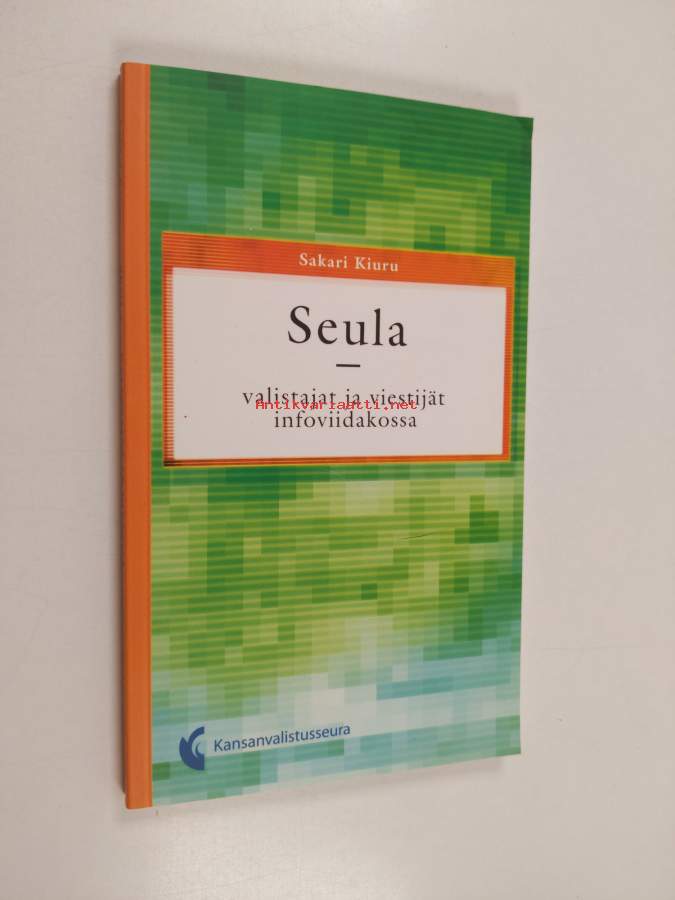 Sakari Kiuru
Seula
–
valistajat ja viestijät
Antikvariaatti.net
infoviidakossa
Kansanvalistusseura